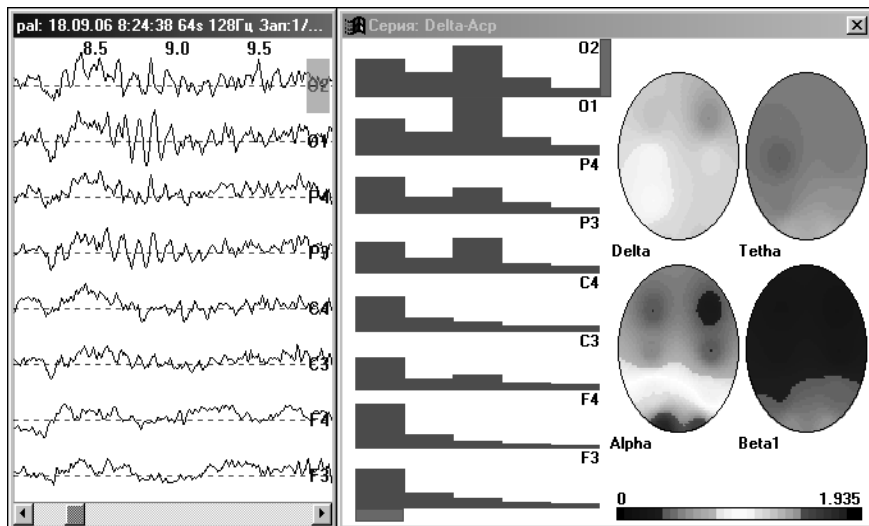 pal: 18.09.06 8:24:38 64s 128Гц Зап:1/...
8.5 9.0 9.5
O2
O1
P4
P3
C4
C3
F4
F3
Серия: Delta-Аср
O2
O1
P4
P3
C4
C3
F4
F3
Delta
Tetha
Alpha
Beta1
0 1.935